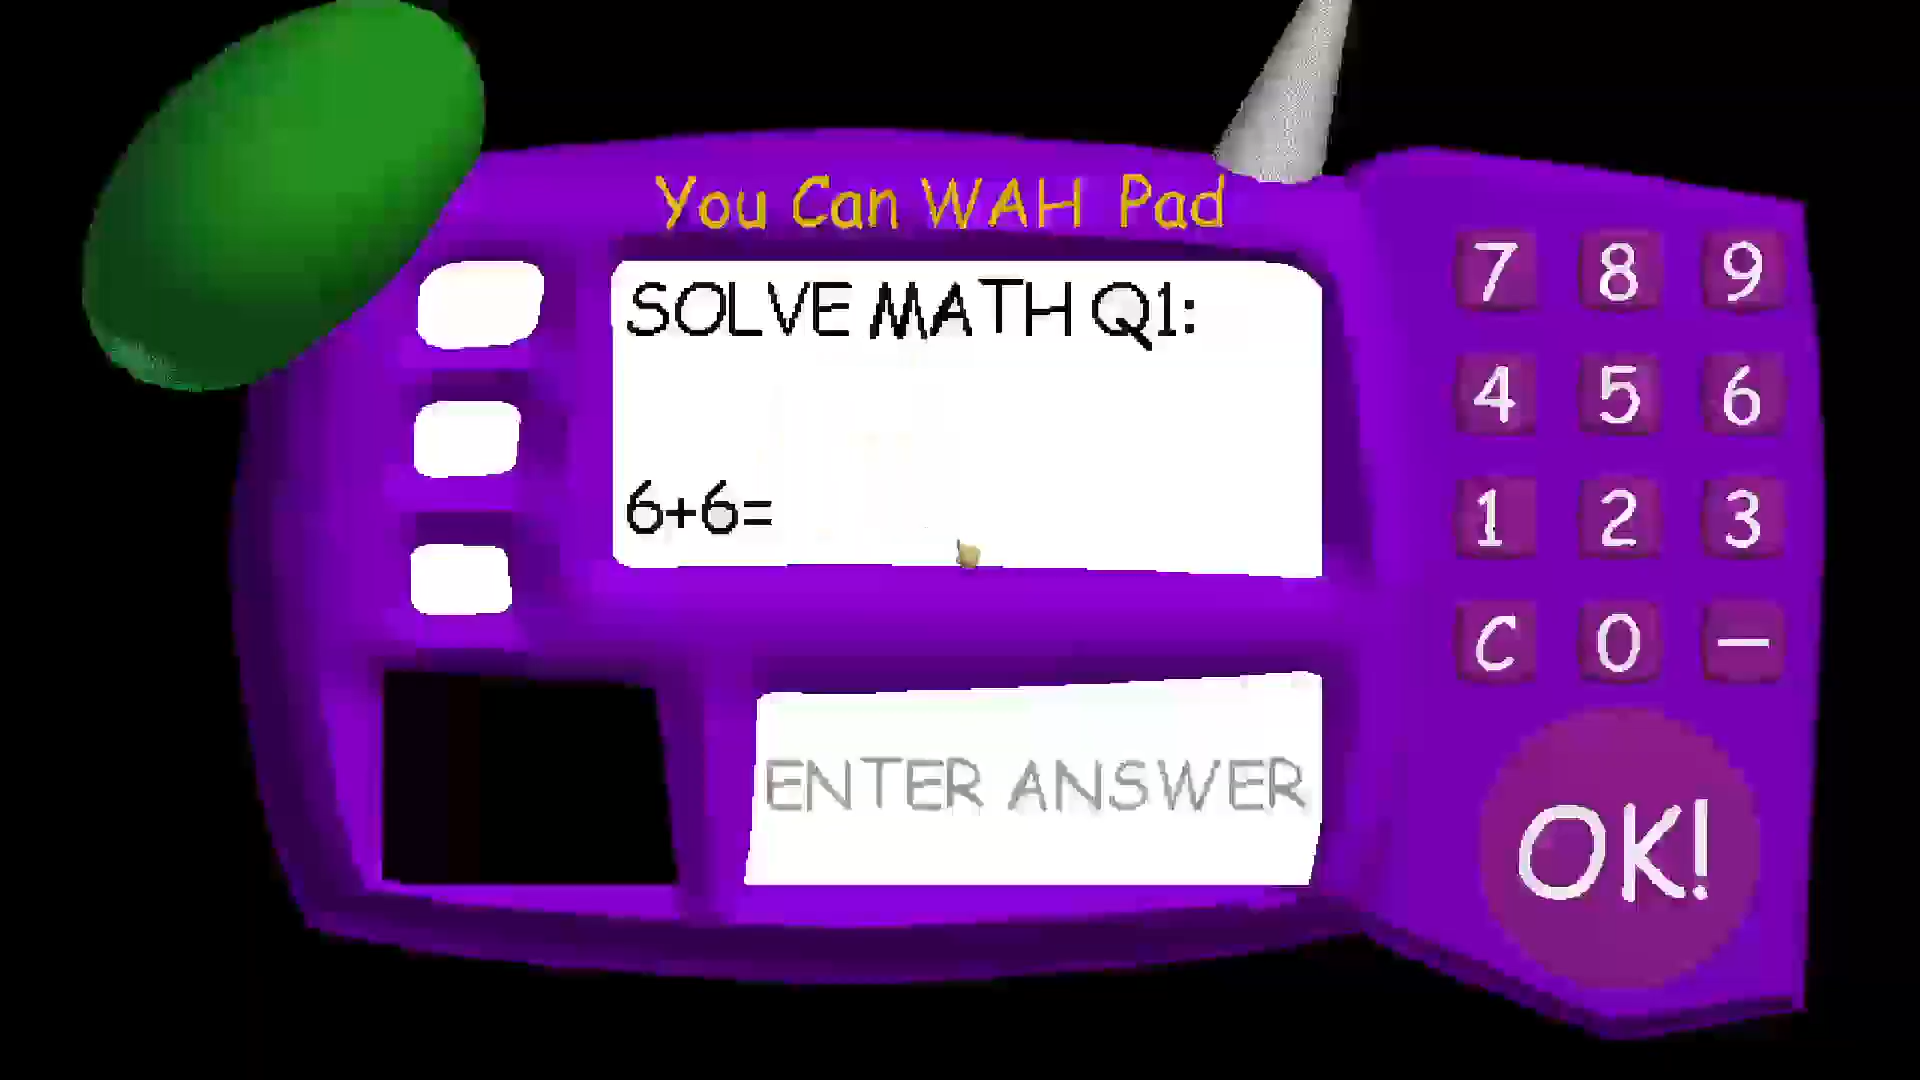 You Can WAH Pad
SOLVE MATH Q1:
6+6=
ENTER ANSWER
7 8 9
4 5 6
1 2 3
C 0 –
OK!